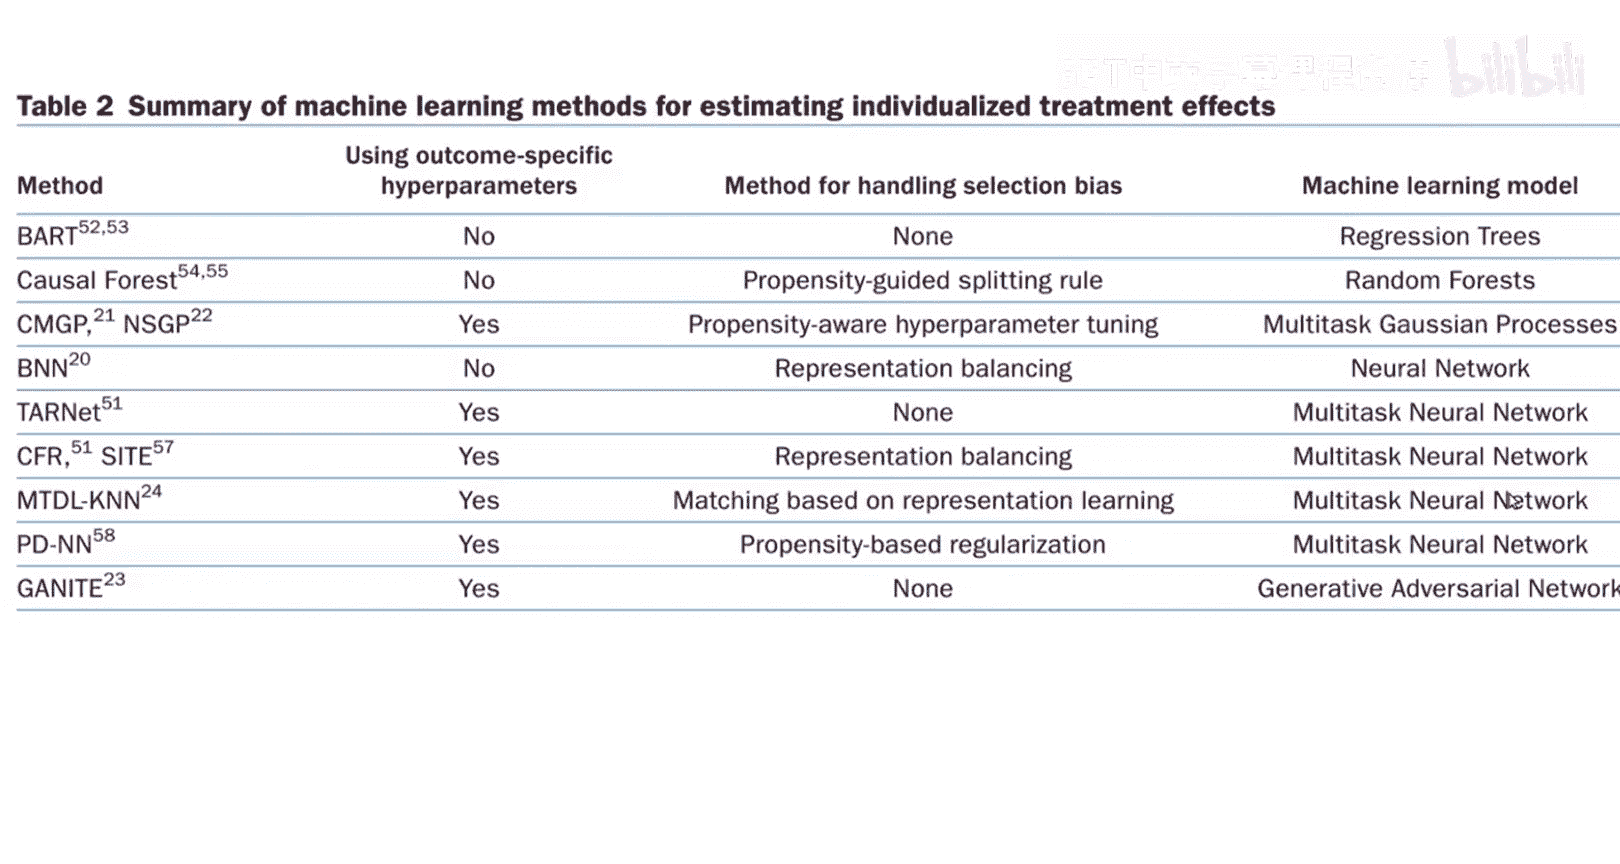 bilibili
Table 2 Summary of machine learning methods for estimating individualized treatment effects
Using outcome-specific
Method hyperparameters Method for handling selection bias Machine learning model
BART52,53 No None Regression Trees
Causal Forest54,55 No Propensity-guided splitting rule Random Forests
CMGP,21 NSGP22 Yes Propensity-aware hyperparameter tuning Multitask Gaussian Processes
BNN20 No Representation balancing Neural Network
TARNet51 Yes None Multitask Neural Network
CFR,51 SITE57 Yes Representation balancing Multitask Neural Network
MTDL-KNN24 Yes Matching based on representation learning Multitask Neural Network
PD-NN58 Yes Propensity-based regularization Multitask Neural Network
GANITE23 Yes None Generative Adversarial Network